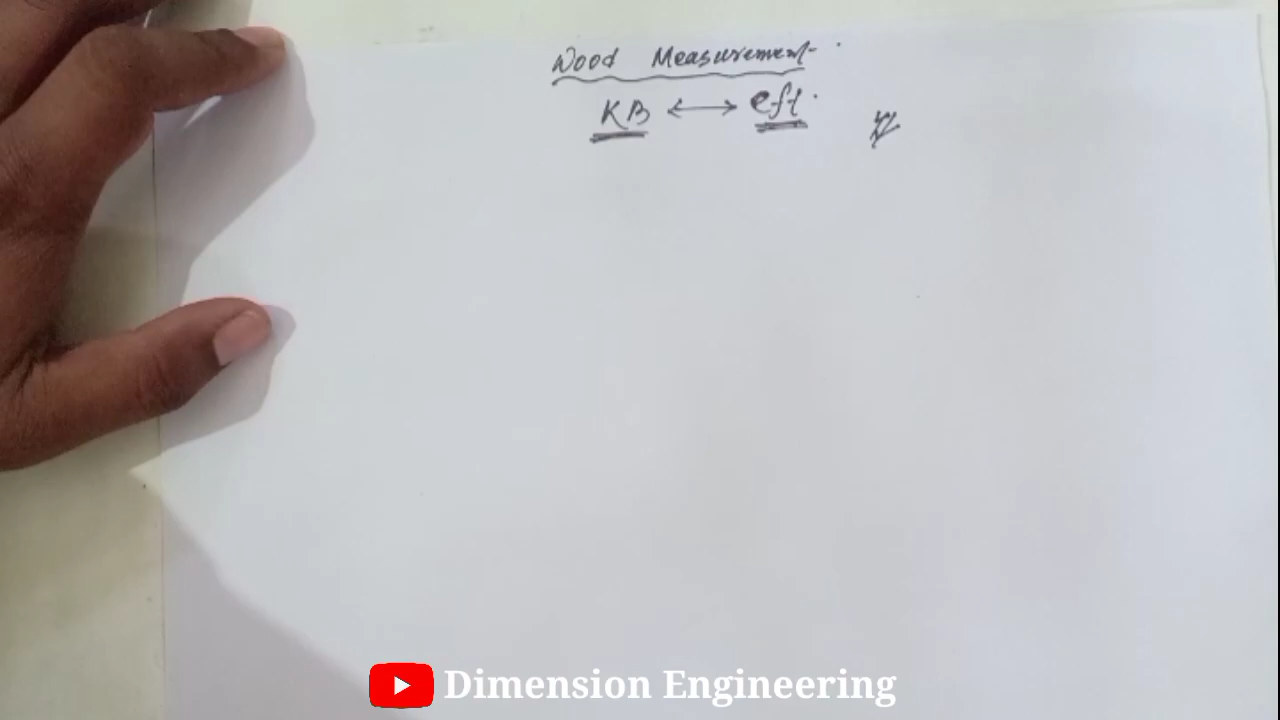 Wood Measurement
KB ↔ cft.
Dimension Engineering